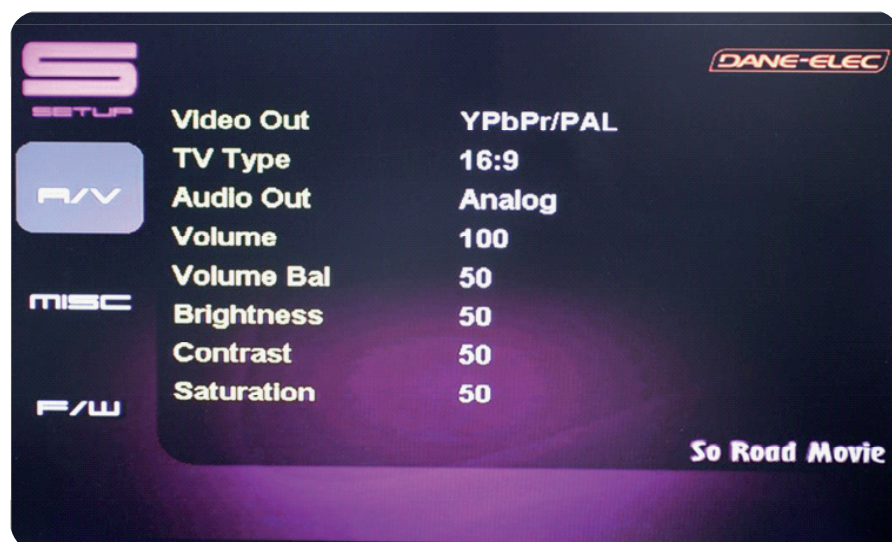 S
SETUP
DANE-ELEC
A/V
MISC
F/W
Video Out YPbPr/PAL
TV Type 16:9
Audio Out Analog
Volume 100
Volume Bal 50
Brightness 50
Contrast 50
Saturation 50
So Road Movie